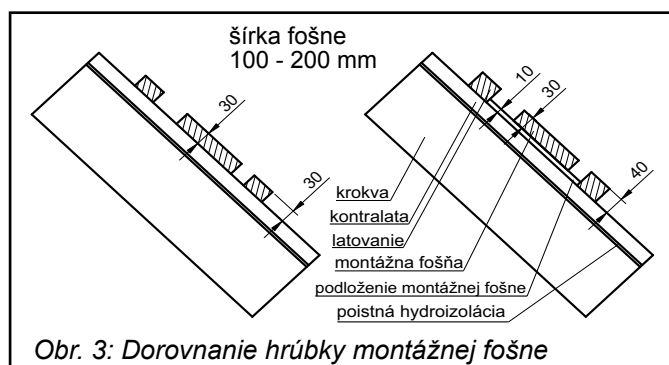 šírka fošne
100 - 200 mm
30
30
10
30
40
krokva
kontralata
latovanie
montážna fošňa
podloženie montážnej fošne
poistná hydroizolácia
Obr. 3: Dorovnanie hrúbky montážnej fošne